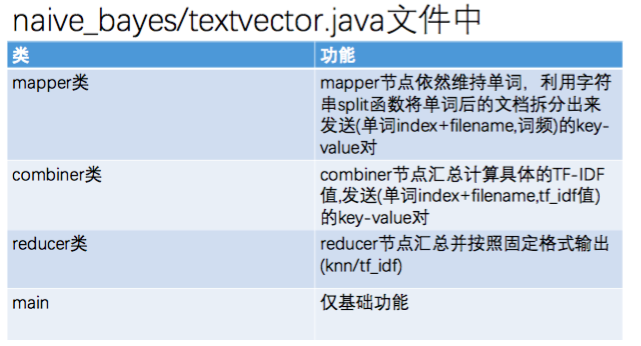 naive_bayes/textvector.java文件中
类 功能
mapper类 mapper节点依然维持单词，利用字符
串split函数将单词后的文档拆分出来
发送(单词index+filename,词频)的key-
value对
combiner类 combiner节点汇总计算具体的TF-IDF
值,发送(单词index+filename,tf_idf值)
的key-value对
reducer类 reducer节点汇总并按照固定格式输出
(knn/tf_idf)
main 仅基础功能